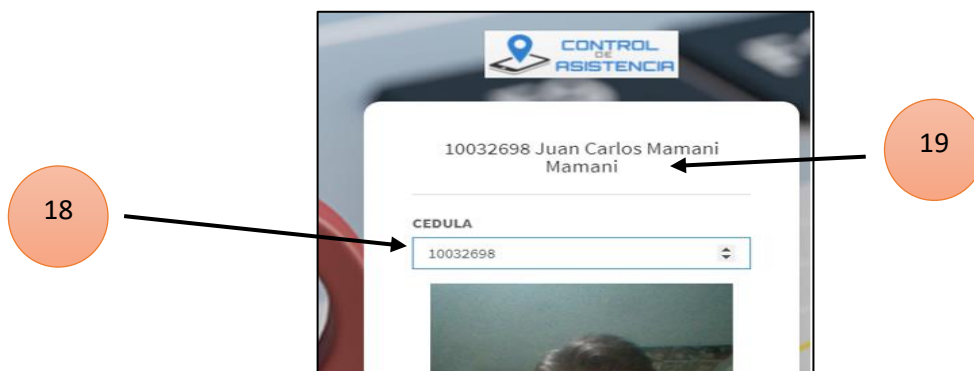 CONTROL
DE
ASISTENCIA
19
10032698 Juan Carlos Mamani
Mamani
18
CEDULA
10032698